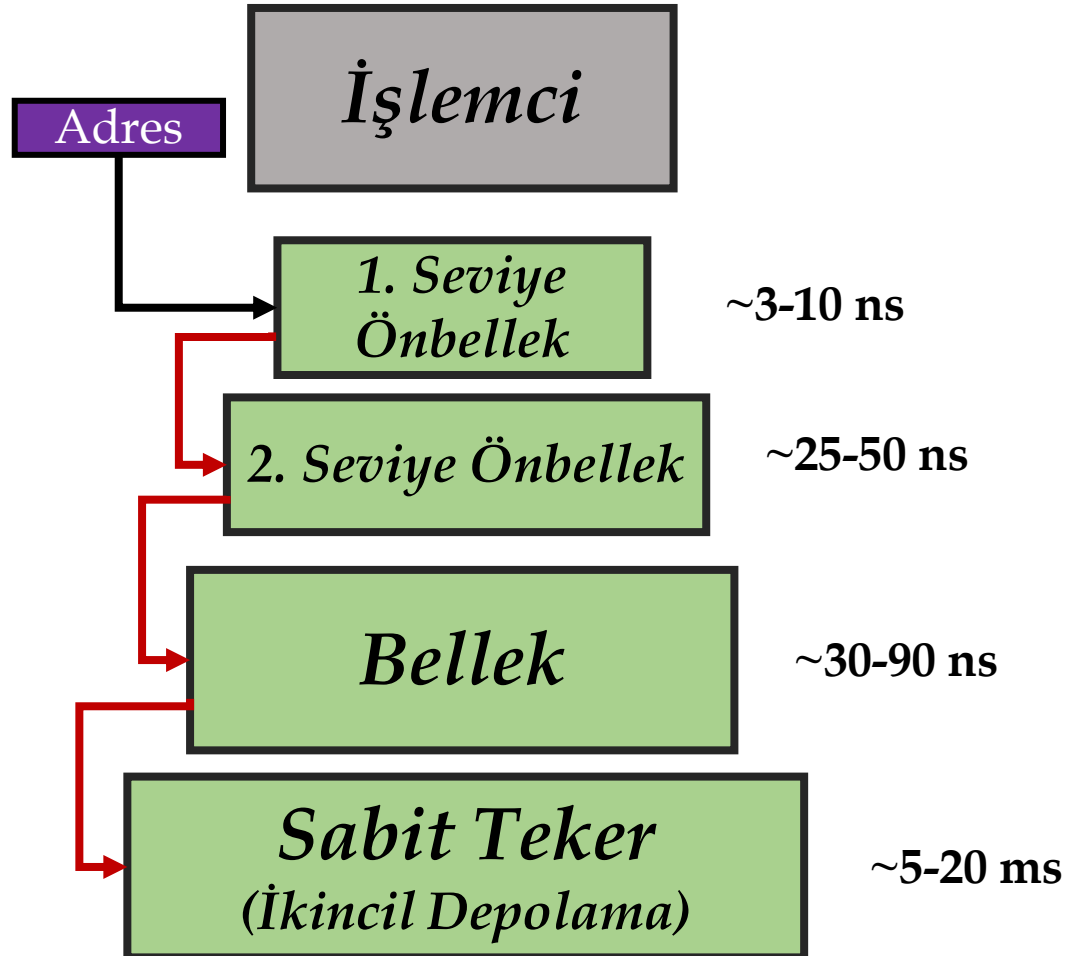 İşlemci
Adres
1. Seviye
Önbellek
~3-10 ns
2. Seviye Önbellek
~25-50 ns
Bellek
~30-90 ns
Sabit Teker
(İkincil Depolama)
~5-20 ms